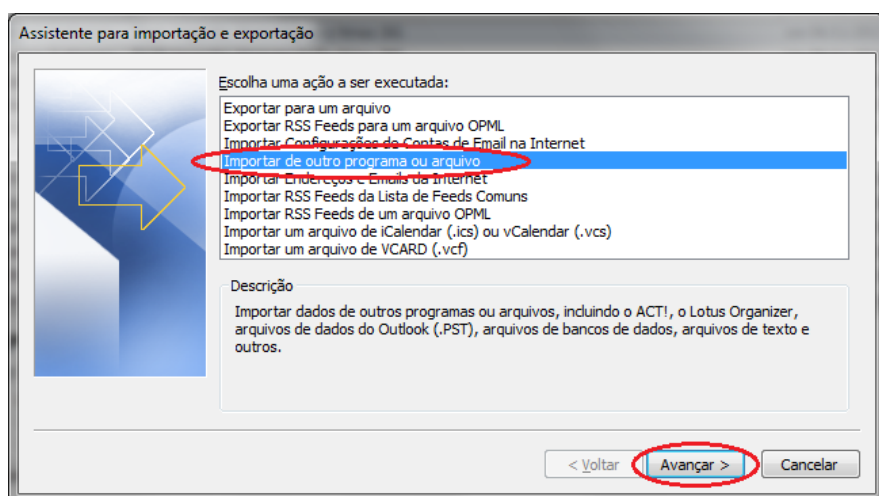 Assistente para importação e exportação
Escolha uma ação a ser executada:
Exportar para um arquivo
Exportar RSS Feeds para um arquivo OPML
Importar Configurações de Contas de Email na Internet
Importar de outro programa ou arquivo
Importar Endereços e Emails da Internet
Importar RSS Feeds da Lista de Feeds Comuns
Importar RSS Feeds de um arquivo OPML
Importar um arquivo de iCalendar (.ics) ou vCalendar (.vcs)
Importar um arquivo de VCARD (.vcf)
Descrição
Importar dados de outros programas ou arquivos, incluindo o ACT!, o Lotus Organizer,
arquivos de dados do Outlook (.PST), arquivos de bancos de dados, arquivos de texto e
outros.
< Voltar
Avançar >
Cancelar